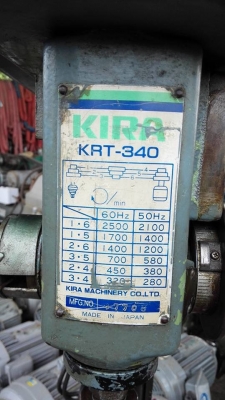 KIRA
KRT-340
/min
60Hz 50Hz
1·6 2500 2100
1·5 1700 1400
2·6 1400 1200
3·5 700 580
2·4 450 380
3·4 320 280
KIRA MACHINERY CO.,LTD.
MFG.NO
MADE IN JAPAN